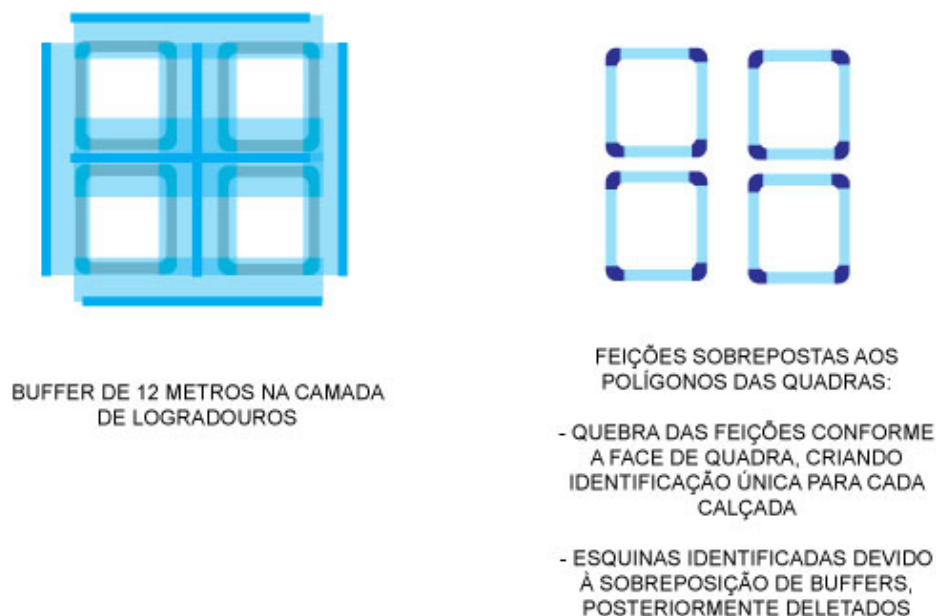 BUFFER DE 12 METROS NA CAMADA
DE LOGRADOUROS
FEIÇÕES SOBREPOSTAS AOS
POLÍGONOS DAS QUADRAS:
- QUEBRA DAS FEIÇÕES CONFORME
A FACE DE QUADRA, CRIANDO
IDENTIFICAÇÃO ÚNICA PARA CADA
CALÇADA
- ESQUINAS IDENTIFICADAS DEVIDO
À SOBREPOSIÇÃO DE BUFFERS,
POSTERIORMENTE DELETADOS